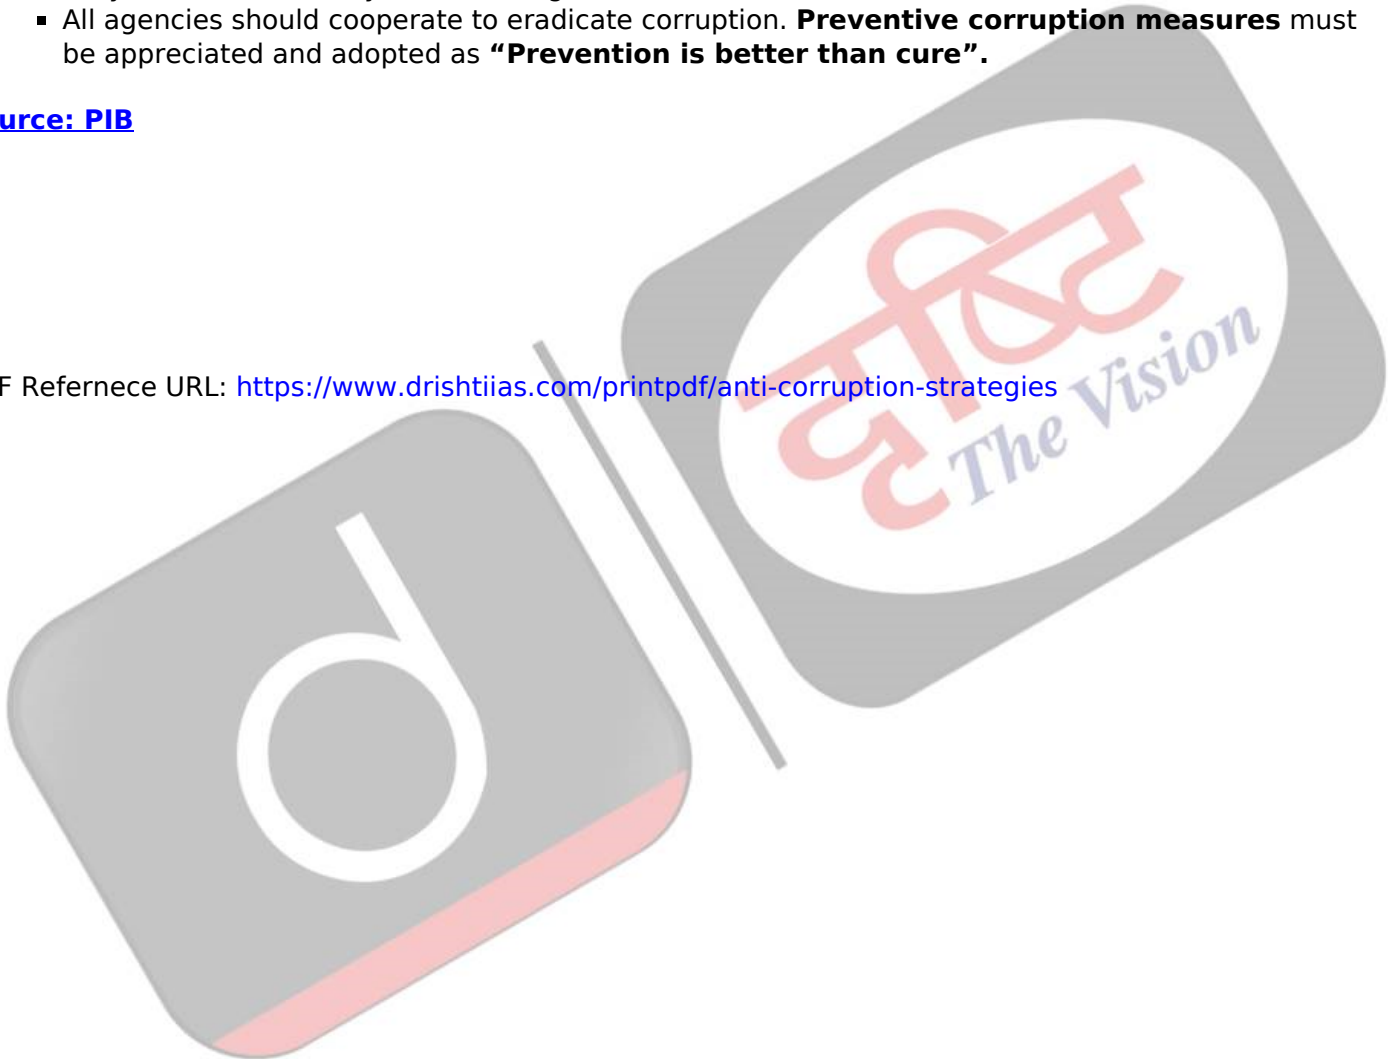 ▪ All agencies should cooperate to eradicate corruption. Preventive corruption measures must
be appreciated and adopted as “Prevention is better than cure”.
urce: PIB
F Refernece URL: https://www.drishtiias.com/printpdf/anti-corruption-strategies
दृष्टि
The Vision
d